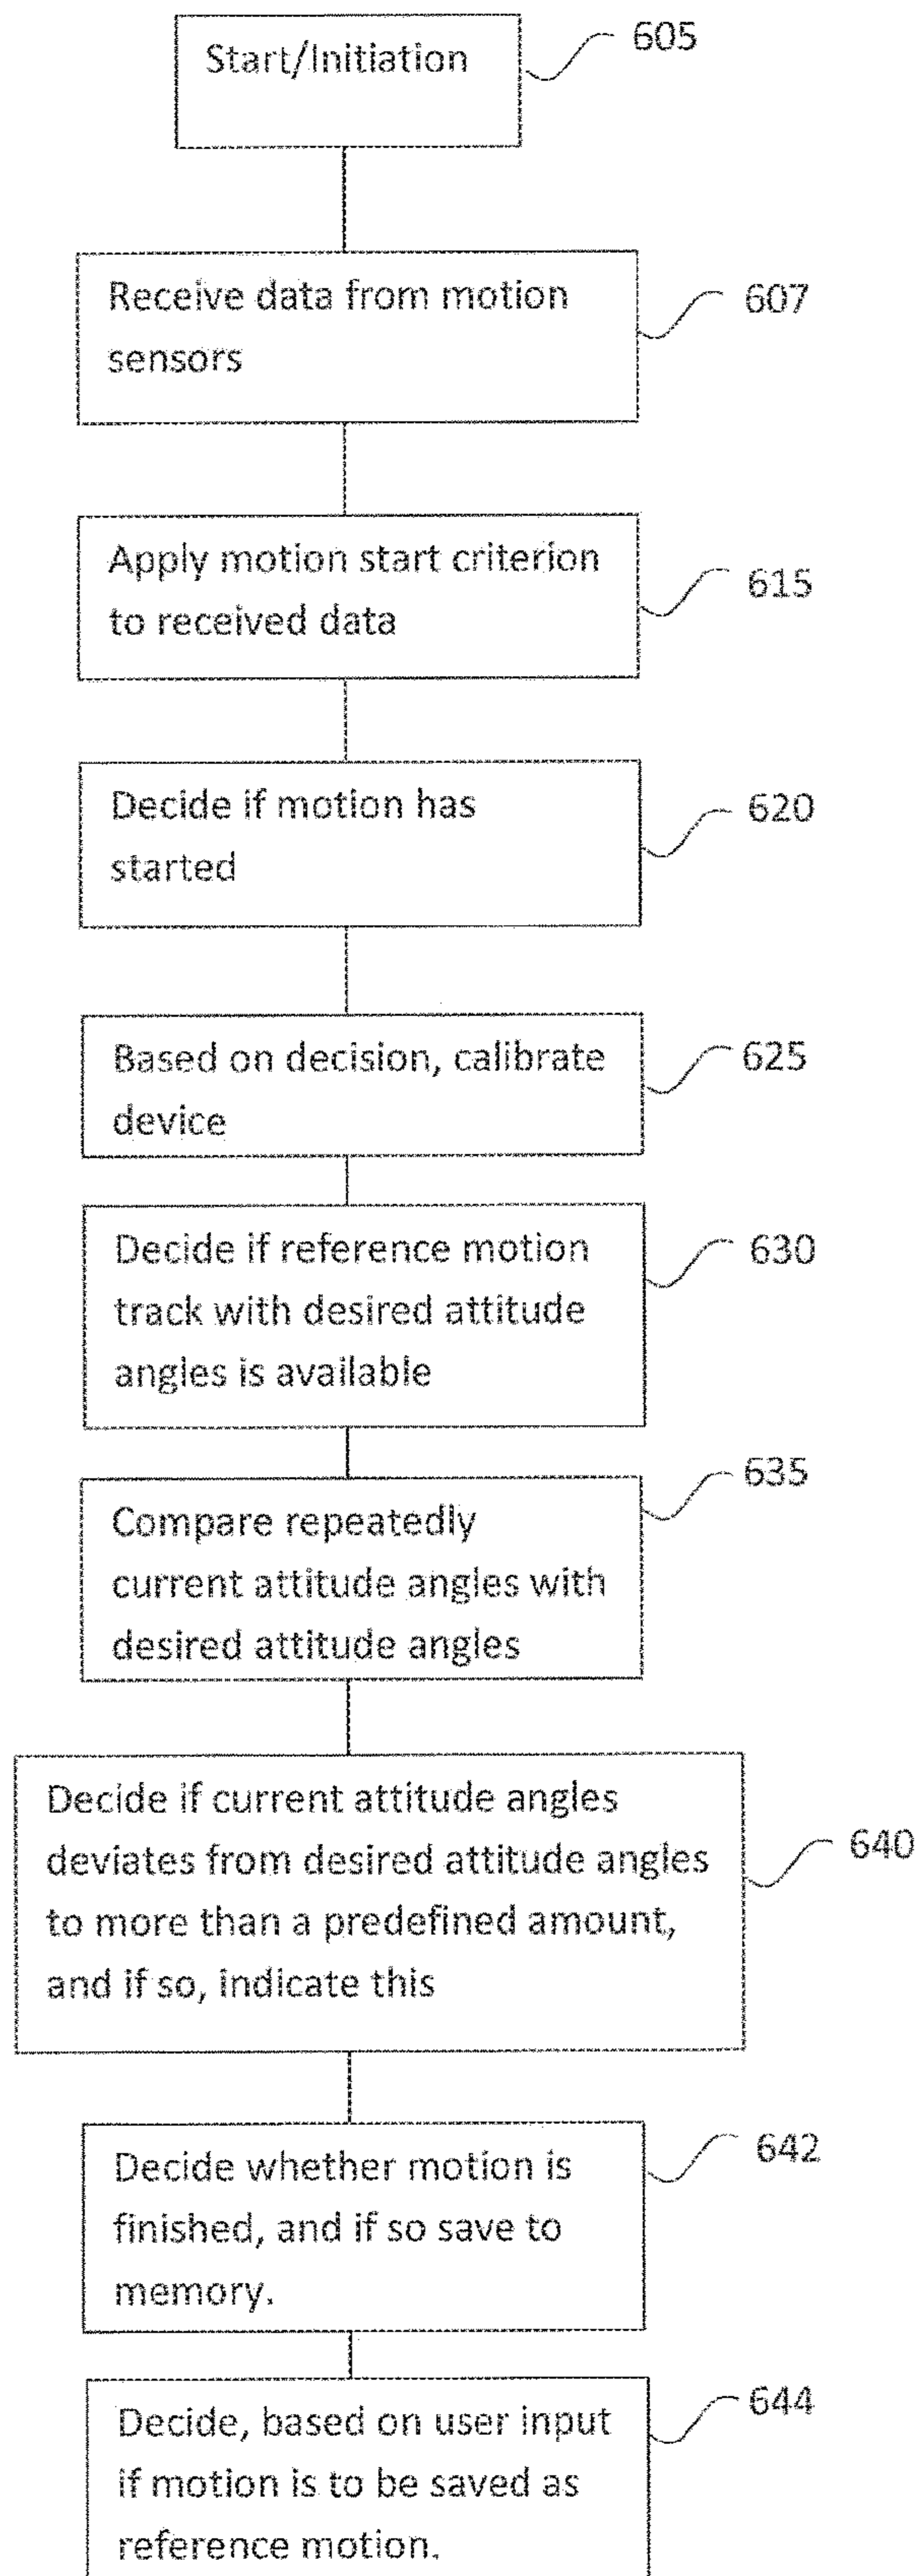 Start/Initiation
605
Receive data from motion
sensors
607
Apply motion start criterion
to received data
615
Decide if motion has
started
620
Based on decision, calibrate
device
625
Decide if reference motion
track with desired attitude
angles is available
630
Compare repeatedly
current attitude angles with
desired attitude angles
635
Decide if current attitude angles
deviates from desired attitude angles
to more than a predefined amount,
and if so, indicate this
640
Decide whether motion is
finished, and if so save to
memory.
642
Decide, based on user input
if motion is to be saved as
reference motion.
644